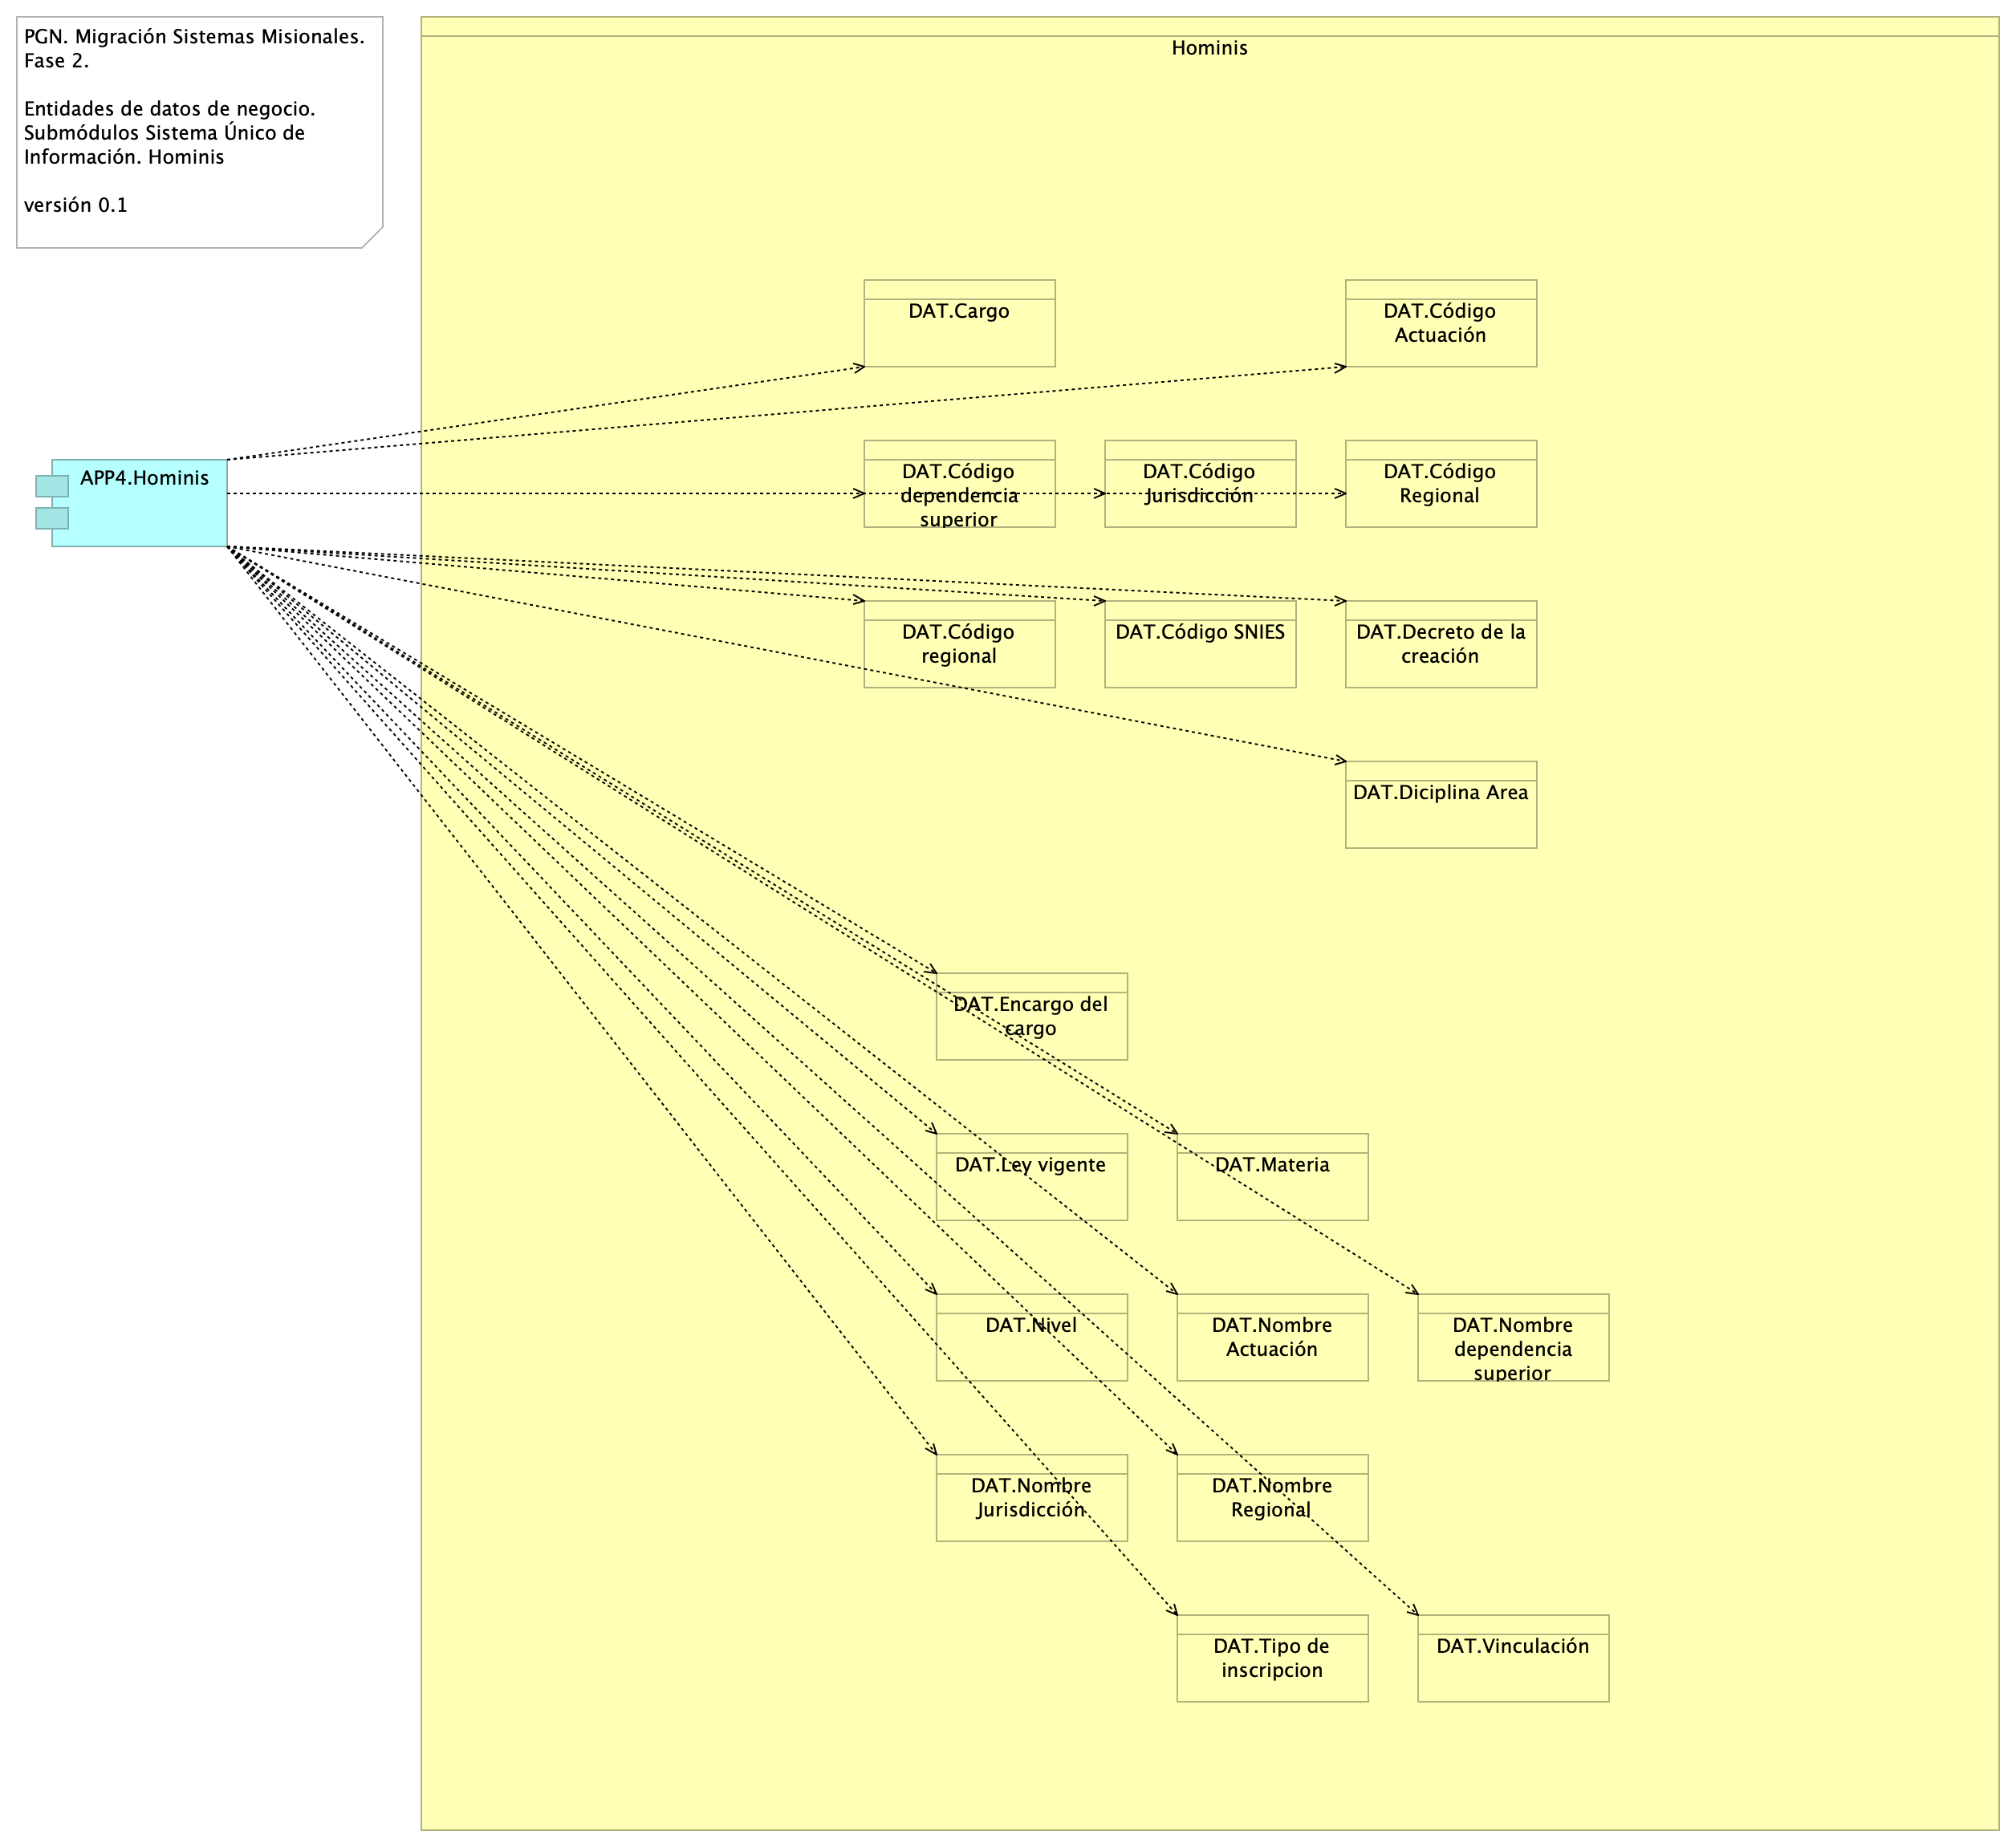 PGN. Migración Sistemas Misionales.
Fase 2.
Entidades de datos de negocio.
Submódulos Sistema Único de
Información. Hominis
versión 0.1
Hominis
DAT.Cargo
DAT.Código
Actuación
APP4.Hominis
DAT.Código
dependencia
superior
DAT.Código
Jurisdicción
DAT.Código
Regional
DAT.Código
regional
DAT.Código SNIES
DAT.Decreto de la
creación
DAT.Diciplina Area
DAT.Encargo del
cargo
DAT.Ley vigente
DAT.Materia
DAT.Nivel
DAT.Nombre
Actuación
DAT.Nombre
dependencia
superior
DAT.Nombre
Jurisdicción
DAT.Nombre
Regional
DAT.Tipo de
inscripcion
DAT.Vinculación